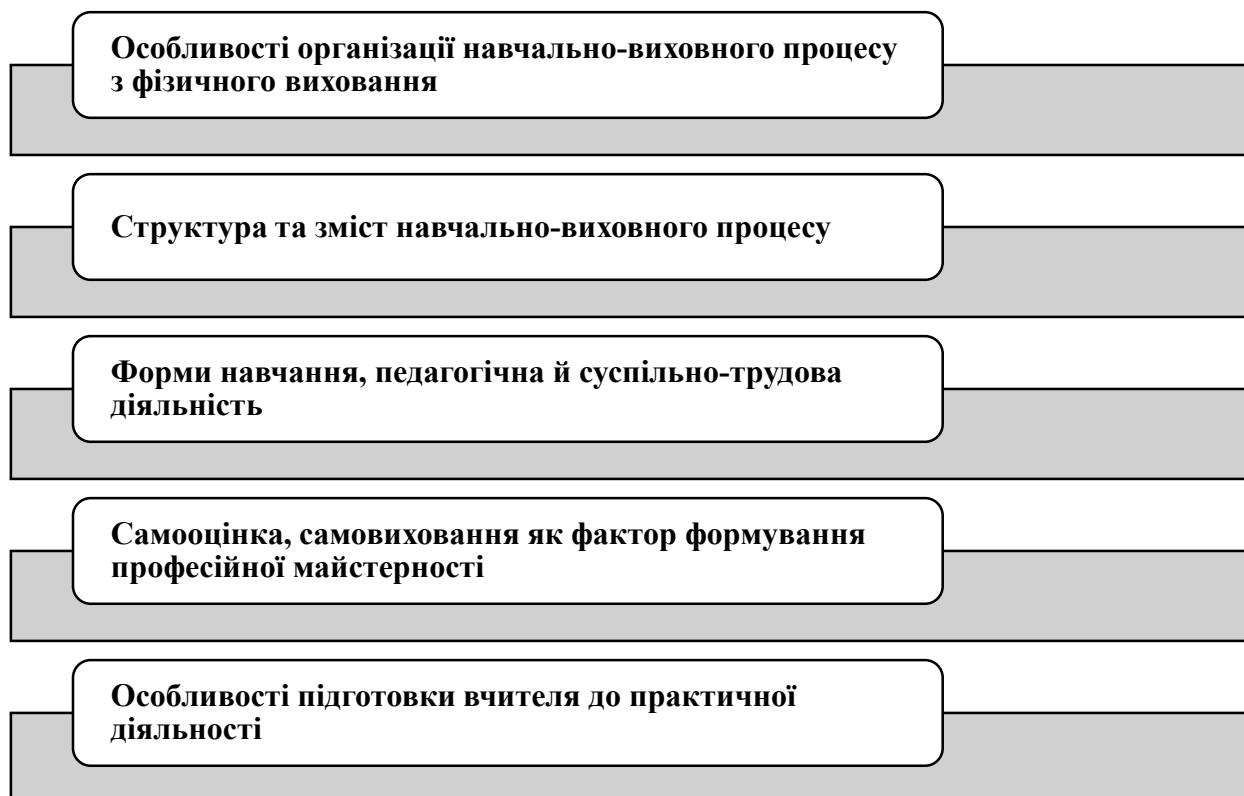 Особливості організації навчально-виховного процесу
з фізичного виховання
Структура та зміст навчально-виховного процесу
Форми навчання, педагогічна й суспільно-трудова
діяльність
Самооцінка, самовиховання як фактор формування
професійної майстерності
Особливості підготовки вчителя до практичної
діяльності